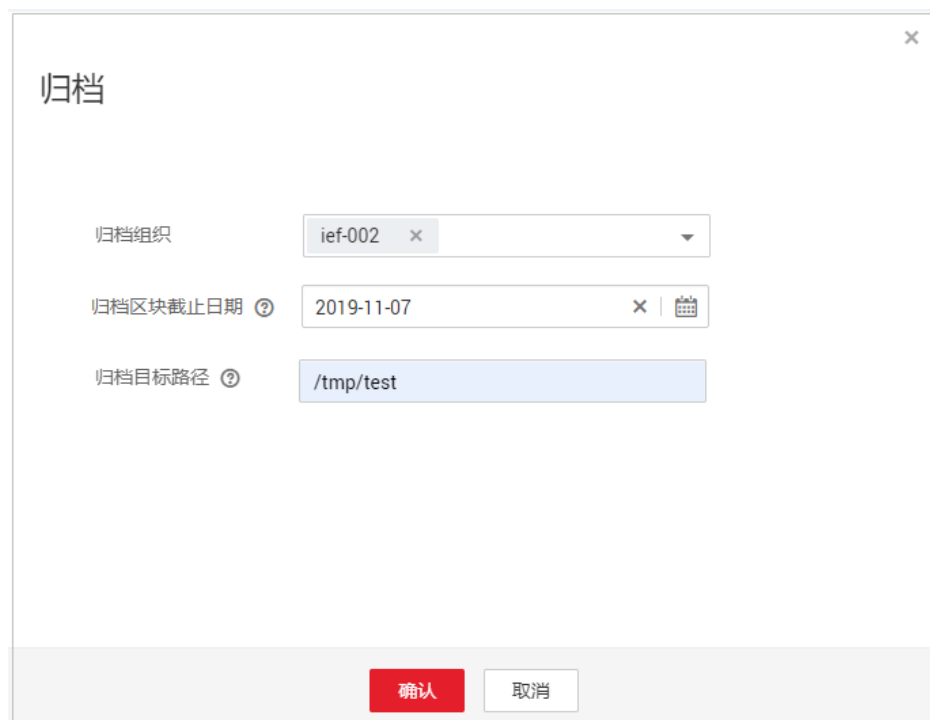 归档
归档组织 ief-002
归档区块截止日期 2019-11-07
归档目标路径 /tmp/test
确认 取消